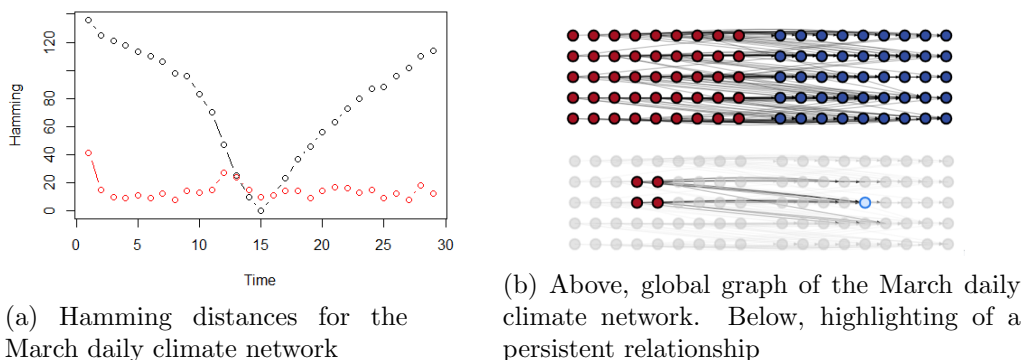 Hamming
120
80
60
40
20
0
0
5
10
15
20
25
30
Time
(a) Hamming distances for the
March daily climate network
(b) Above, global graph of the March daily
climate network. Below, highlighting of a
persistent relationship